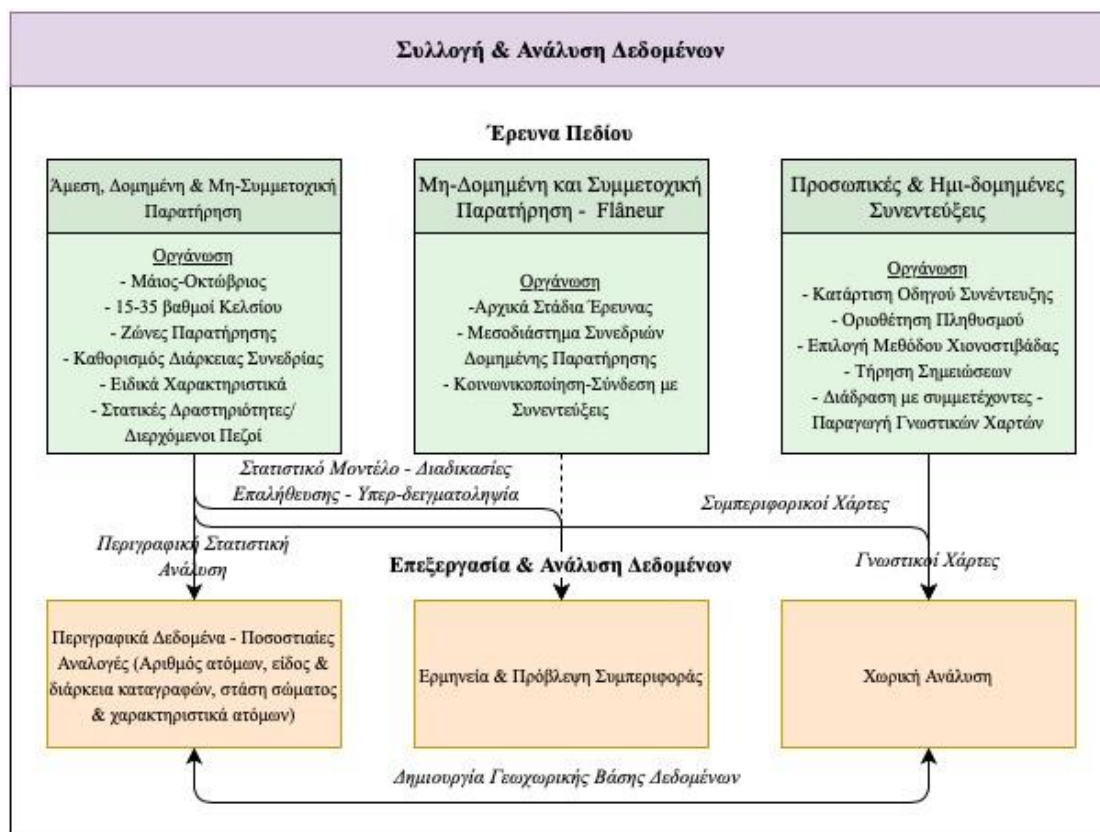 Συλλογή & Ανάλυση Δεδομένων
Έρευνα Πεδίου
Άμεση, Δομημένη & Μη-Συμμετοχική
Παρατήρηση
Οργάνωση
- Μάιος-Οκτώβριος
- 15-35 βαθμοί Κελσίου
- Ζώνες Παρατήρησης
- Καθορισμός Διάρκειας Συνεδρίας
- Ειδικά Χαρακτηριστικά
- Στατικές Δραστηριότητες/
Διερχόμενοι Πεζοί
Μη-Δομημένη και Συμμετοχική
Παρατήρηση - Flâneur
Οργάνωση
-Αρχικά Στάδια Έρευνας
- Μεσοδιάστημα Συνεδριών
Δομημένης Παρατήρησης
- Κοινωνικοποίηση-Σύνδεση με
Συνεντεύξεις
Προσωπικές & Ημι-δομημένες
Συνεντεύξεις
Οργάνωση
- Κατάρτιση Οδηγού Συνέντευξης
- Οριοθέτηση Πληθυσμού
- Επιλογή Μεθόδου Χιονοστιβάδας
- Τήρηση Σημειώσεων
- Διάδραση με συμμετέχοντες -
Παραγωγή Γνωστικών Χαρτών
Στατιστικό Μοντέλο - Διαδικασίες
Επαλήθευσης - Υπερ-δειγματοληψία
Συμπεριφορικοί Χάρτες
Περιγραφική Στατιστική
Ανάλυση
Επεξεργασία & Ανάλυση Δεδομένων
Γνωστικοί Χάρτες
Περιγραφικά Δεδομένα - Ποσοστιαίες
Αναλογές (Αριθμός ατόμων, είδος &
διάρκεια καταγραφών, στάση σώματος
& χαρακτηριστικά ατόμων)
Ερμηνεία & Πρόβλεψη Συμπεριφοράς
Χωρική Ανάλυση
Δημιουργία Γεωχωρικής Βάσης Δεδομένων